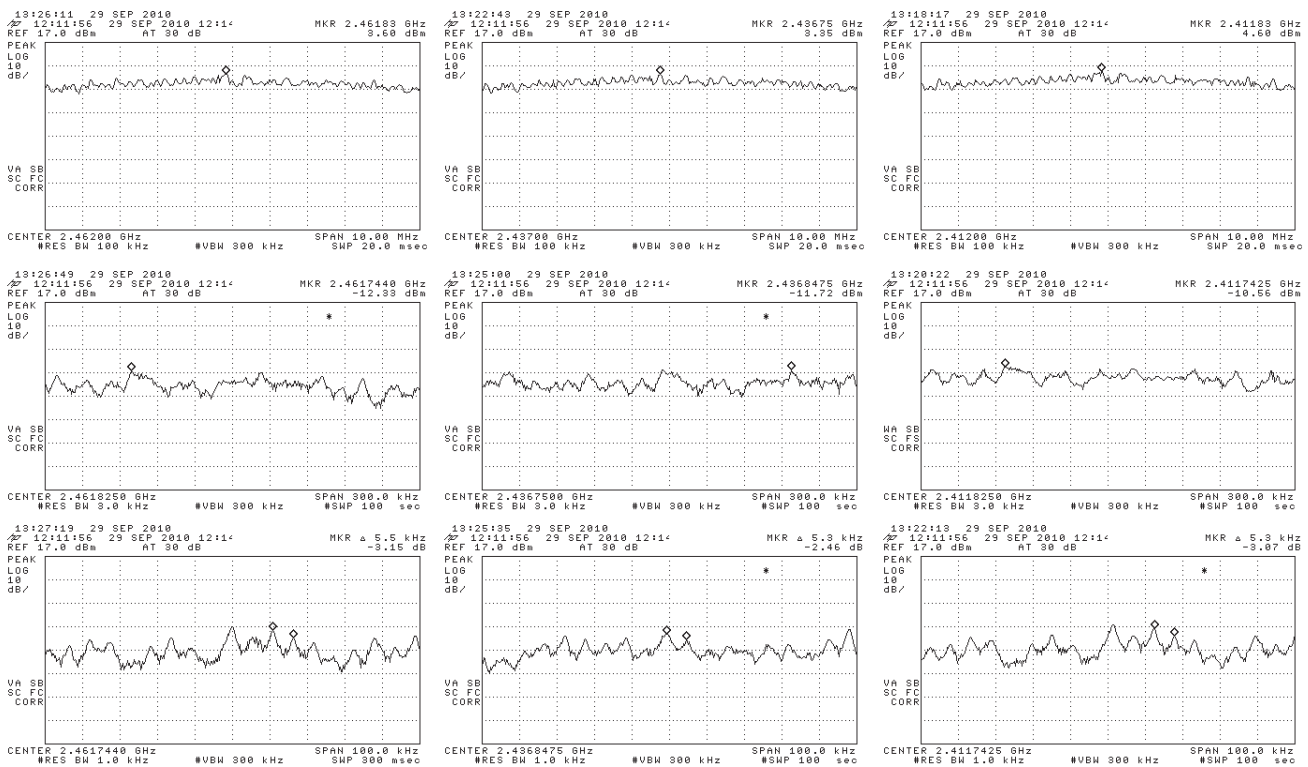 13:26:11 29 SEP 2010
12:11:56 29 SEP 2010 12:14
MKR 2.46183 GHz
REF 17.0 dBm AT 30 dB
3.60 dBm
PEAK
LOG
10
dB/
VA SB
SC FC
CORR
CENTER 2.46200 GHz
SPAN 10.00 MHz
#RES BW 100 kHz
#VBW 300 kHz
SWP 20.0 msec
13:22:43 29 SEP 2010
12:11:56 29 SEP 2010 12:14
MKR 2.43675 GHz
REF 17.0 dBm AT 30 dB
3.35 dBm
PEAK
LOG
10
dB/
VA SB
SC FC
CORR
CENTER 2.43700 GHz
SPAN 10.00 MHz
#RES BW 100 kHz
#VBW 300 kHz
SWP 20.0 msec
13:18:17 29 SEP 2010
12:11:56 29 SEP 2010 12:14
MKR 2.41183 GHz
REF 17.0 dBm AT 30 dB
4.60 dBm
PEAK
LOG
10
dB/
VA SB
SC FC
CORR
CENTER 2.41200 GHz
SPAN 10.00 MHz
#RES BW 100 kHz
#VBW 300 kHz
SWP 20.0 msec
13:26:49 29 SEP 2010
12:11:56 29 SEP 2010 12:14
MKR 2.4617440 GHz
REF 17.0 dBm AT 30 dB
-12.33 dBm
PEAK
LOG
10
dB/
VA SB
SC FC
CORR
CENTER 2.4618250 GHz
SPAN 300.0 kHz
#RES BW 3.0 kHz
#VBW 300 kHz
#SWP 100 sec
13:25:00 29 SEP 2010
12:11:56 29 SEP 2010 12:14
MKR 2.4368475 GHz
REF 17.0 dBm AT 30 dB
-11.72 dBm
PEAK
LOG
10
dB/
VA SB
SC FC
CORR
CENTER 2.4367500 GHz
SPAN 300.0 kHz
#RES BW 3.0 kHz
#VBW 300 kHz
#SWP 100 sec
13:20:22 29 SEP 2010
12:11:56 29 SEP 2010 12:14
MKR 2.4117425 GHz
REF 17.0 dBm AT 30 dB
-10.56 dBm
PEAK
LOG
10
dB/
WA SB
SC FS
CORR
CENTER 2.4118250 GHz
SPAN 300.0 kHz
#RES BW 3.0 kHz
#VBW 300 kHz
#SWP 100 sec
13:27:19 29 SEP 2010
12:11:56 29 SEP 2010 12:14
MKR Δ 5.5 kHz
REF 17.0 dBm AT 30 dB
-3.15 dB
PEAK
LOG
10
dB/
VA SB
SC FC
CORR
CENTER 2.4617440 GHz
SPAN 100.0 kHz
#RES BW 1.0 kHz
#VBW 300 kHz
SWP 300 msec
13:25:35 29 SEP 2010
12:11:56 29 SEP 2010 12:14
MKR Δ 5.3 kHz
REF 17.0 dBm AT 30 dB
-2.46 dB
PEAK
LOG
10
dB/
VA SB
SC FC
CORR
CENTER 2.4368475 GHz
SPAN 100.0 kHz
#RES BW 1.0 kHz
#VBW 300 kHz
#SWP 100 sec
13:22:13 29 SEP 2010
12:11:56 29 SEP 2010 12:14
MKR Δ 5.3 kHz
REF 17.0 dBm AT 30 dB
-3.07 dB
PEAK
LOG
10
dB/
VA SB
SC FC
CORR
CENTER 2.4117425 GHz
SPAN 100.0 kHz
#RES BW 1.0 kHz
#VBW 300 kHz
#SWP 100 sec